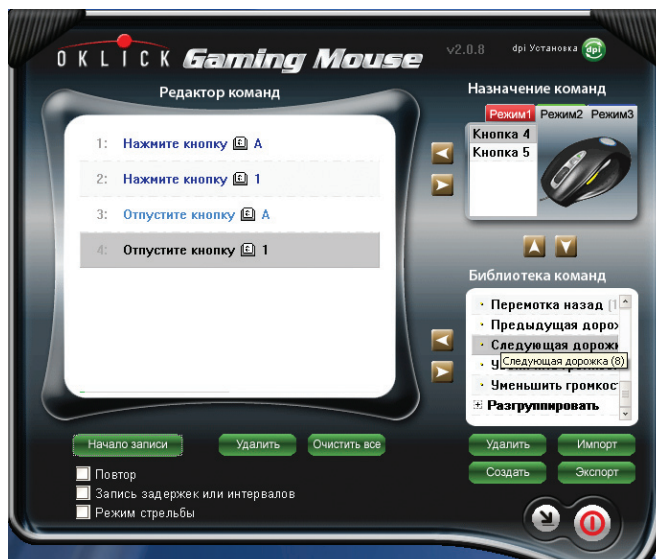 OKLICK Gaming Mouse
v2.0.8
dpi Установка
dpi
Редактор команд
1: Нажмите кнопку E A
2: Нажмите кнопку E 1
3: Отпустите кнопку E A
4: Отпустите кнопку E 1
Начало записи
Удалить
Очистить все
Повтор
Запись задержек или интервалов
Режим стрельбы
Назначение команд
Режим1 Режим2 Режим3
Кнопка 4
Кнопка 5
Библиотека команд
Перемотка назад
Предыдущая доро
Следующая дорож
Следующая дорожка (8)
Уменьшить громкос
Разгруппировать
Удалить
Импорт
Создать
Экспорт